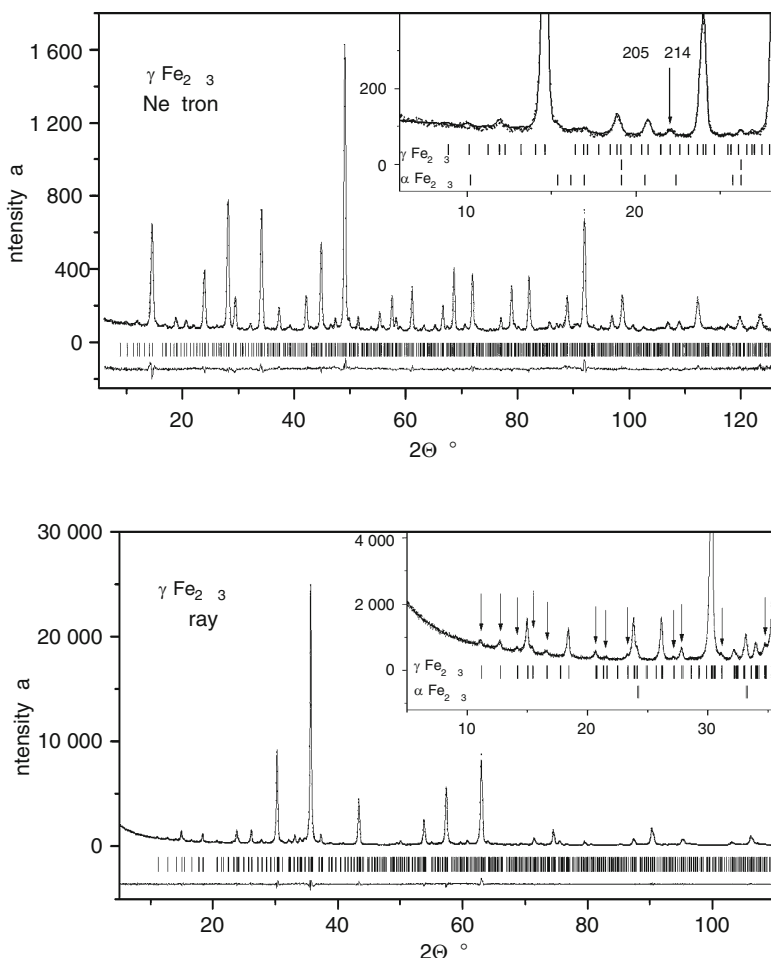 1 600
1 200
800
400
0
γ Fe2 3
Ne tron
ntensity a
200
0
205 214
γ Fe2 3
α Fe2 3
10 20
20 40 60 80 100 120
2Θ °
30 000
20 000
10 000
0
γ Fe2 3
ray
ntensity a
4 000
2 000
0
γ Fe2 3
α Fe2 3
10 20 30
20 40 60 80 100
2Θ °